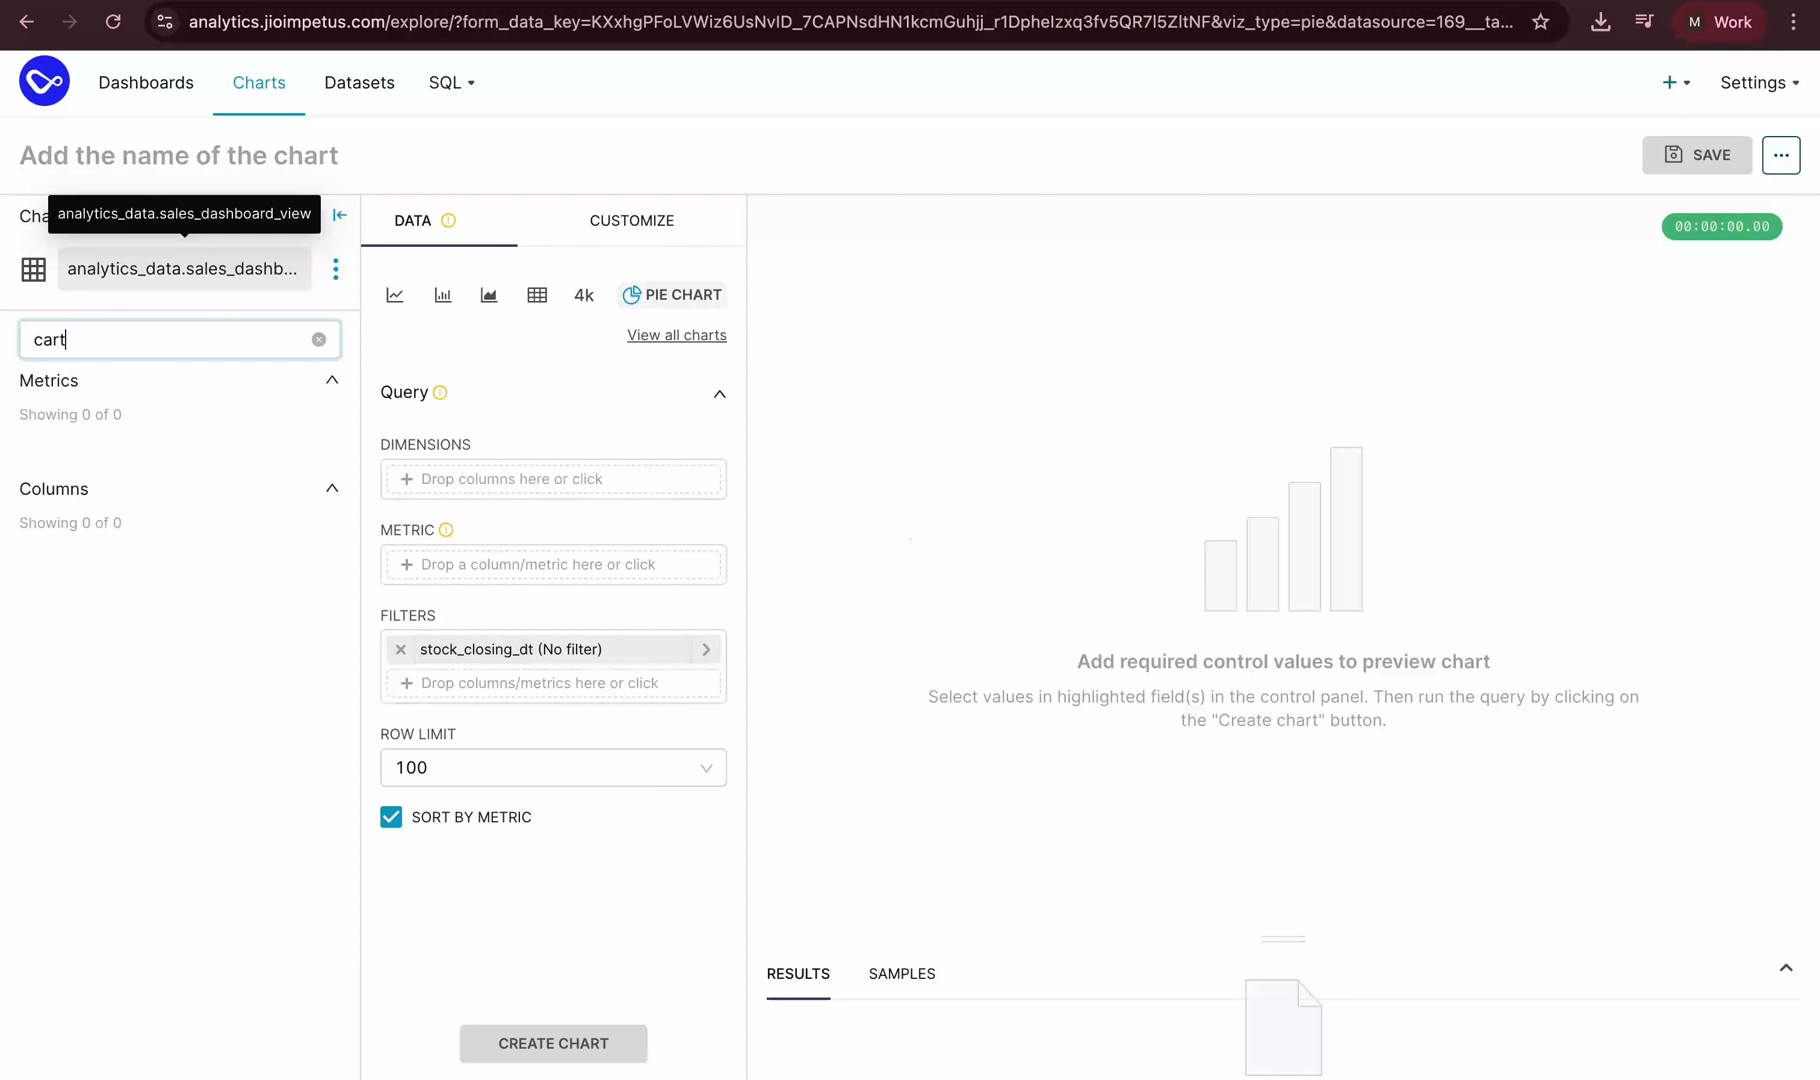 analytics.jioimpetus.com/explore/?form_data_key=KXxhgPFoLVWiz6UsNvID_7CAPNsdHN1kcmGuhjj_r1Dphelzxq3fv5QR7l5ZltNF&viz_type=pie&datasource=169__ta...
M Work
Dashboards
Charts
Datasets
SQL
+
Settings
Add the name of the chart
SAVE
...
Cha
analytics_data.sales_dashboard_view
analytics_data.sales_dashb...
cart
Metrics
Showing 0 of 0
Columns
Showing 0 of 0
DATA
CUSTOMIZE
4k
PIE CHART
View all charts
Query
DIMENSIONS
+ Drop columns here or click
METRIC
+ Drop a column/metric here or click
FILTERS
stock_closing_dt (No filter)
+ Drop columns/metrics here or click
ROW LIMIT
100
SORT BY METRIC
CREATE CHART
00:00:00.00
Add required control values to preview chart
Select values in highlighted field(s) in the control panel. Then run the query by clicking on
the "Create chart" button.
RESULTS
SAMPLES